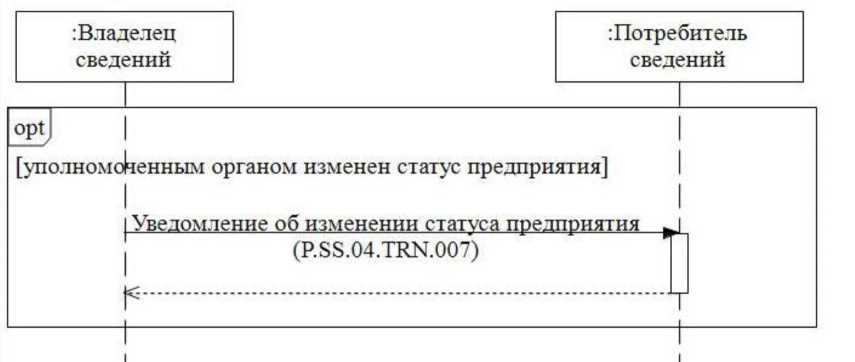 :Владелец
сведений
:Потребитель
сведений
opt
[уполномоченным органом изменен статус предприятия]
Уведомление об изменении статуса предприятия
(P.SS.04.TRN.007)